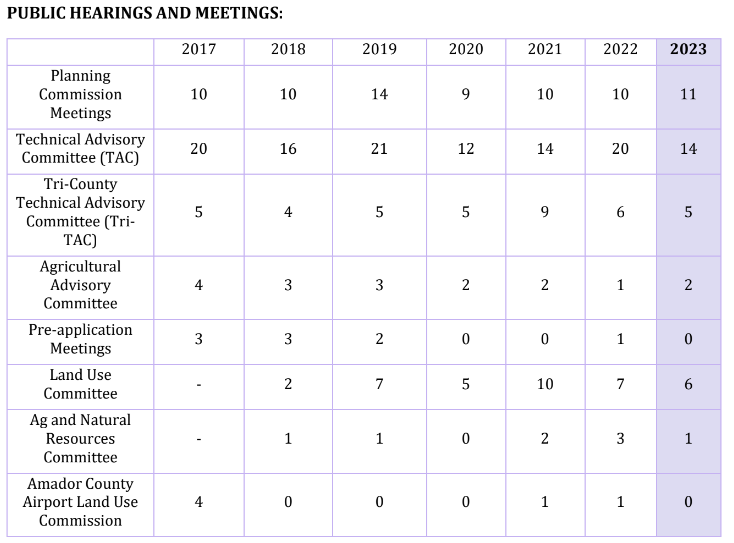 PUBLIC HEARINGS AND MEETINGS:
2017 2018 2019 2020 2021 2022 2023
Planning
Commission
Meetings
10 10 14 9 10 10 11
Technical Advisory
Committee (TAC)
20 16 21 12 14 20 14
Tri-County
Technical Advisory
Committee (Tri-
TAC)
5 4 5 5 9 6 5
Agricultural
Advisory
Committee
4 3 3 2 2 1 2
Pre-application
Meetings
3 3 2 0 0 1 0
Land Use
Committee
- 2 7 5 10 7 6
Ag and Natural
Resources
Committee
- 1 1 0 2 3 1
Amador County
Airport Land Use
Commission
4 0 0 0 1 1 0